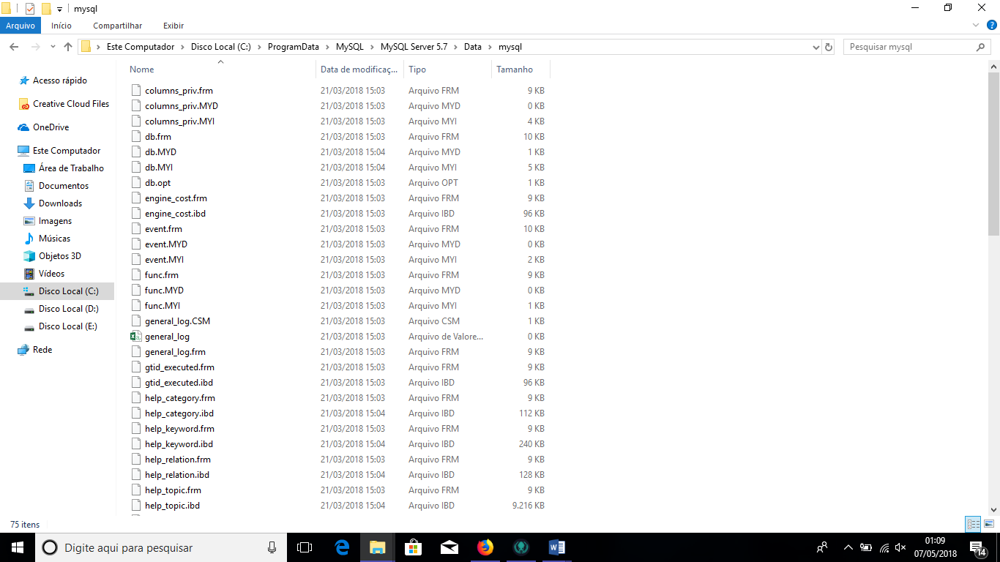 mysql
Arquivo Início Compartilhar Exibir
Este Computador Disco Local (C:) ProgramData MySQL MySQL Server 5.7 Data mysql
Pesquisar mysql
Acesso rápido
Creative Cloud Files
OneDrive
Este Computador
Área de Trabalho
Documentos
Downloads
Imagens
Músicas
Objetos 3D
Vídeos
Disco Local (C:)
Disco Local (D:)
Disco Local (E:)
Rede
Nome Data de modificaç... Tipo Tamanho
columns_priv.frm 21/03/2018 15:03 Arquivo FRM 9 KB
columns_priv.MYD 21/03/2018 15:03 Arquivo MYD 0 KB
columns_priv.MYI 21/03/2018 15:03 Arquivo MYI 4 KB
db.frm 21/03/2018 15:03 Arquivo FRM 10 KB
db.MYD 21/03/2018 15:04 Arquivo MYD 1 KB
db.MYI 21/03/2018 15:04 Arquivo MYI 5 KB
db.opt 21/03/2018 15:03 Arquivo OPT 1 KB
engine_cost.frm 21/03/2018 15:03 Arquivo FRM 9 KB
engine_cost.ibd 21/03/2018 15:03 Arquivo IBD 96 KB
event.frm 21/03/2018 15:03 Arquivo FRM 10 KB
event.MYD 21/03/2018 15:03 Arquivo MYD 0 KB
event.MYI 21/03/2018 15:03 Arquivo MYI 2 KB
func.frm 21/03/2018 15:03 Arquivo FRM 9 KB
func.MYD 21/03/2018 15:03 Arquivo MYD 0 KB
func.MYI 21/03/2018 15:03 Arquivo MYI 1 KB
general_log.CSM 21/03/2018 15:03 Arquivo CSM 1 KB
general_log 21/03/2018 15:03 Arquivo de Valore... 0 KB
general_log.frm 21/03/2018 15:03 Arquivo FRM 9 KB
gtid_executed.frm 21/03/2018 15:03 Arquivo FRM 9 KB
gtid_executed.ibd 21/03/2018 15:03 Arquivo IBD 96 KB
help_category.frm 21/03/2018 15:03 Arquivo FRM 9 KB
help_category.ibd 21/03/2018 15:04 Arquivo IBD 112 KB
help_keyword.frm 21/03/2018 15:03 Arquivo FRM 9 KB
help_keyword.ibd 21/03/2018 15:04 Arquivo IBD 240 KB
help_relation.frm 21/03/2018 15:03 Arquivo FRM 9 KB
help_relation.ibd 21/03/2018 15:04 Arquivo IBD 128 KB
help_topic.frm 21/03/2018 15:03 Arquivo FRM 9 KB
help_topic.ibd 21/03/2018 15:04 Arquivo IBD 9.216 KB
75 itens
Digite aqui para pesquisar
01:09
07/05/2018
14